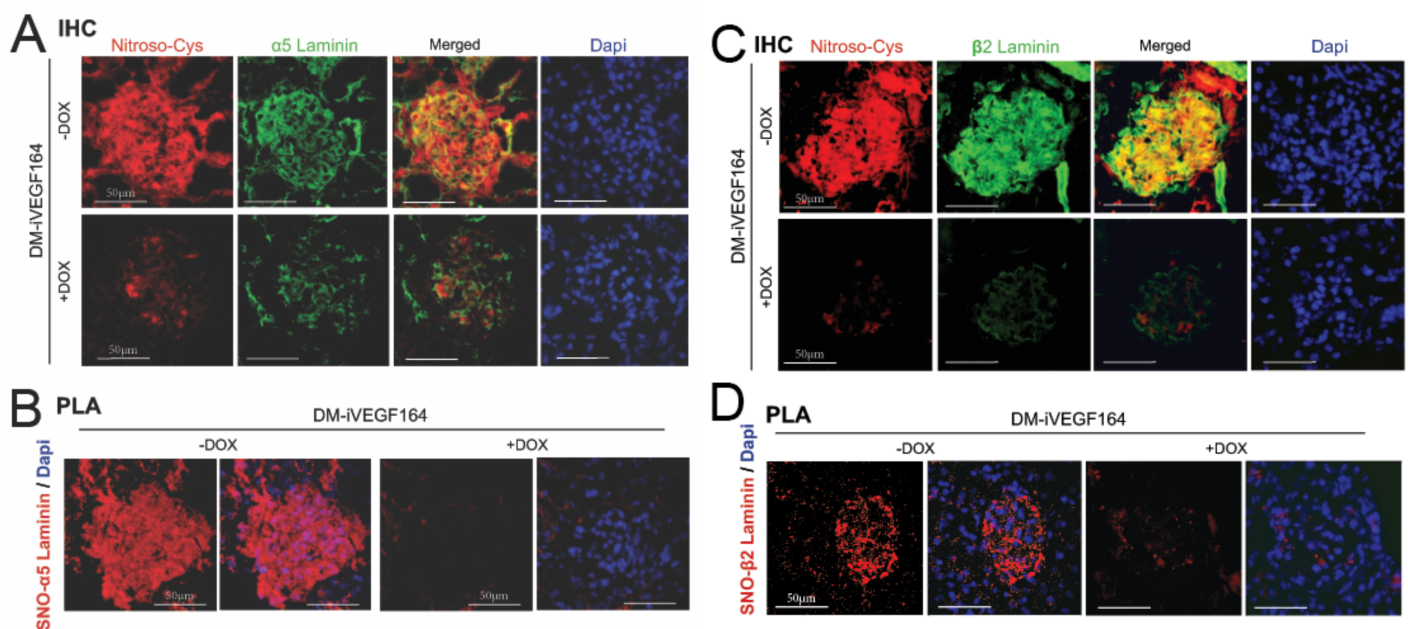 A IHC
Nitroso-Cys α5 Laminin Merged Dapi
DM-iVEGF164
-DOX
50μm
+DOX
50μm
B PLA
DM-iVEGF164
-DOX +DOX
SNO-α5 Laminin / Dapi
50μm 50μm
C IHC
Nitroso-Cys β2 Laminin Merged Dapi
DM-iVEGF164
-DOX
50μm
+DOX
50μm
D PLA
DM-iVEGF164
-DOX +DOX
SNO-β2 Laminin / Dapi
50μm